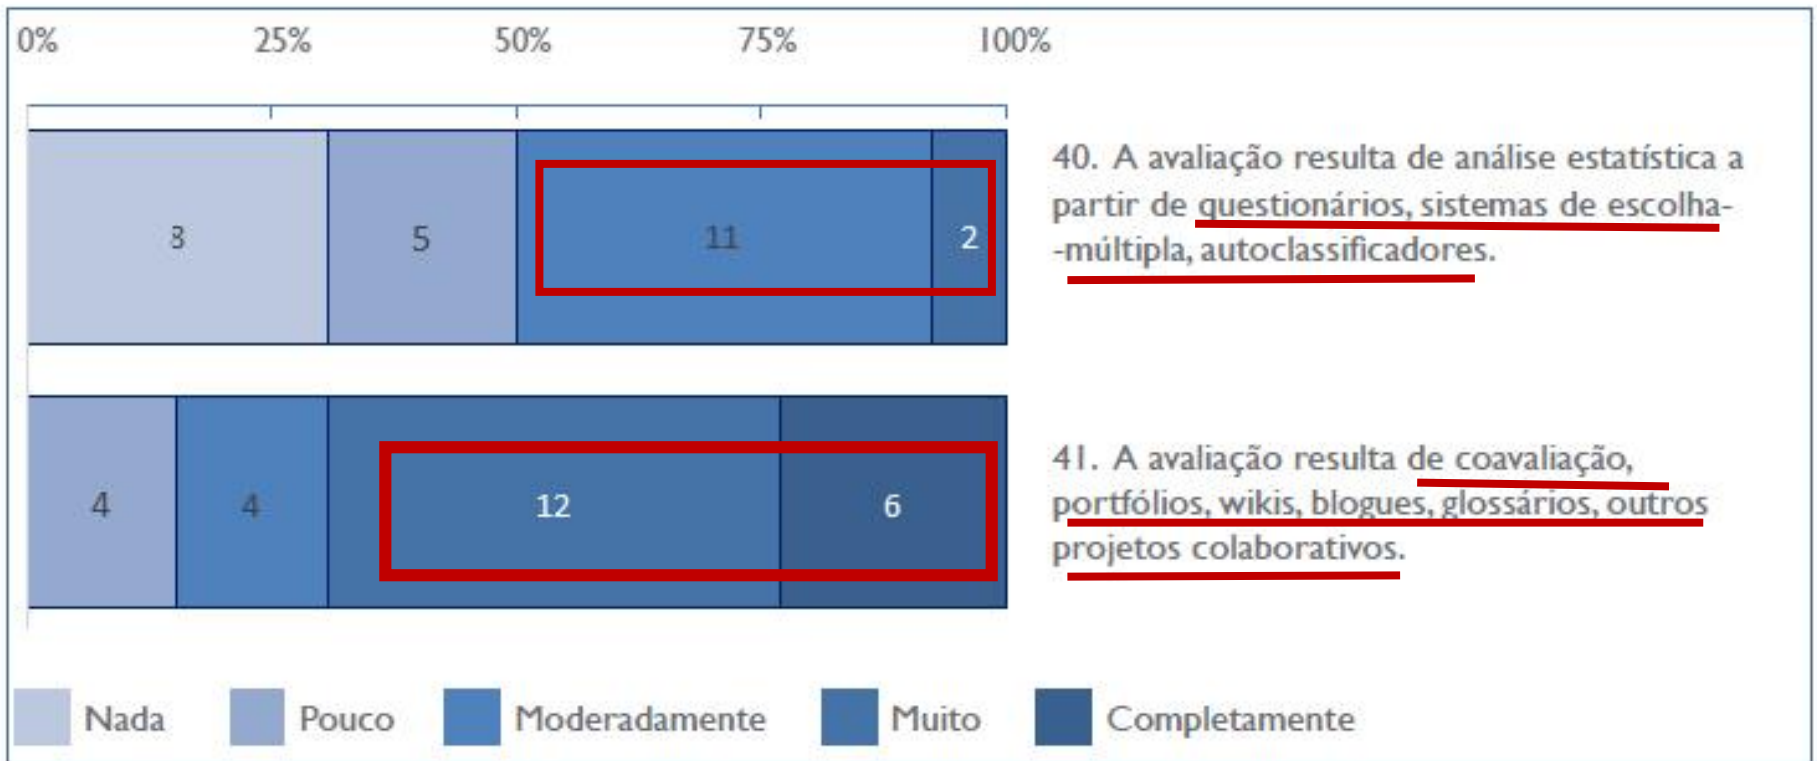 0% 25% 50% 75% 100%
8 5 11 2
40. A avaliação resulta de análise estatística a
partir de questionários, sistemas de escolha-
-múltipla, autoclassificadores.
4 4 12 6
41. A avaliação resulta de coavaliação,
portfólios, wikis, blogues, glossários, outros
projetos colaborativos.
Nada Pouco Moderadamente Muito Completamente